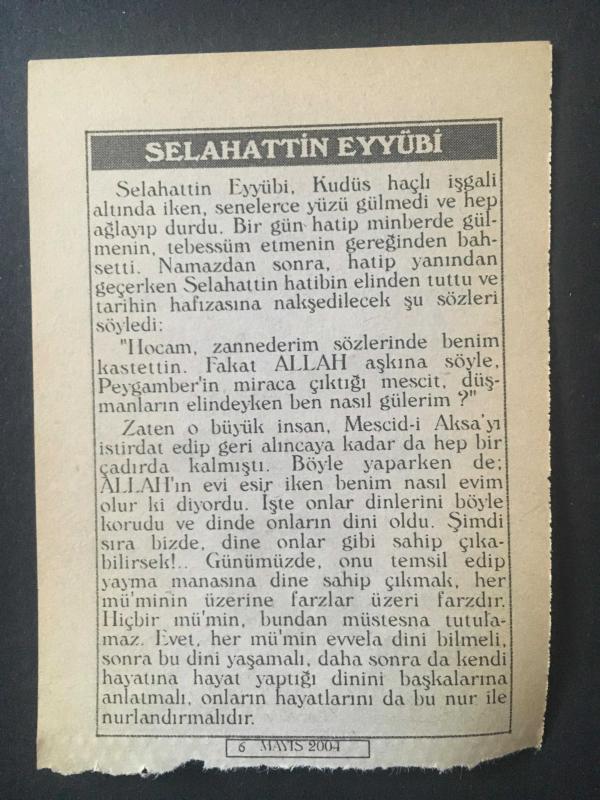 SELAHATTİN EYYÜBİ
Selahattin Eyyübi, Kudüs haçlı işgali
altında iken, senelerce yüzü gülmedi ve hep
ağlayıp durdu. Bir gün hatip minberde gül-
menin, tebessüm etmenin gereğinden bah-
setti. Namazdan sonra, hatip yanından
geçerken Selahattin hatibin elinden tuttu ve
tarihin hafızasına nakşedilecek şu sözleri
söyledi:
"Hocam, zannederim sözlerinde benim
kastettin. Fakat ALLAH aşkına söyle,
Peygamber'in miraca çıktığı mescit, düş-
manların elindeyken ben nasıl gülerim ?"
Zaten o büyük insan, Mescid-i Aksa'yı
istirdat edip geri alıncaya kadar da hep bir
çadırda kalmıştı. Böyle yaparken de;
ALLAH'ın evi esir iken benim nasıl evim
olur ki diyordu. İşte onlar dinlerini böyle
korudu ve dinde onların dini oldu. Şimdi
sıra bizde, dine onlar gibi sahip çıka-
bilirsek!.. Günümüzde, onu temsil edip
yayma manasına dine sahip çıkmak, her
mü'minin üzerine farzlar üzeri farzdır.
Hiçbir mü'min, bundan müstesna tutula-
maz. Evet, her mü'min evvela dini bilmeli,
sonra bu dini yaşamalı, daha sonra da kendi
hayatına hayat yaptığı dinini başkalarına
anlatmalı, onların hayatlarını da bu nur ile
nurlandırmalıdır.
6 MAYIS 2004